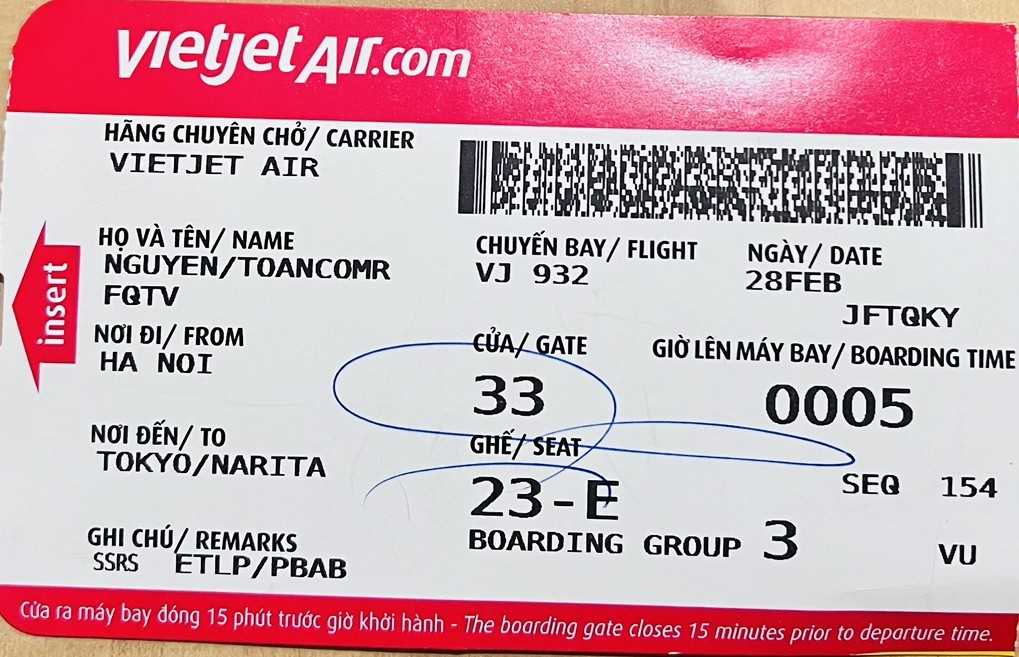 vietjetAir.com
HÃNG CHUYÊN CHỞ/ CARRIER
VIETJET AIR
HỌ VÀ TÊN/ NAME
NGUYEN/TOANCOMR
FQTV
CHUYẾN BAY/ FLIGHT
VJ 932
NGÀY/ DATE
28FEB
JFTQKY
insert
NƠI ĐI/ FROM
HA NOI
CỬA/ GATE
33
GIỜ LÊN MÁY BAY/ BOARDING TIME
0005
NƠI ĐẾN/ TO
TOKYO/NARITA
GHẾ/ SEAT
23-E
SEQ 154
GHI CHÚ/ REMARKS
SSRS ETLP/PBAB
BOARDING GROUP 3
VU
Cửa ra máy bay đóng 15 phút trước giờ khởi hành - The boarding gate closes 15 minutes prior to departure time.